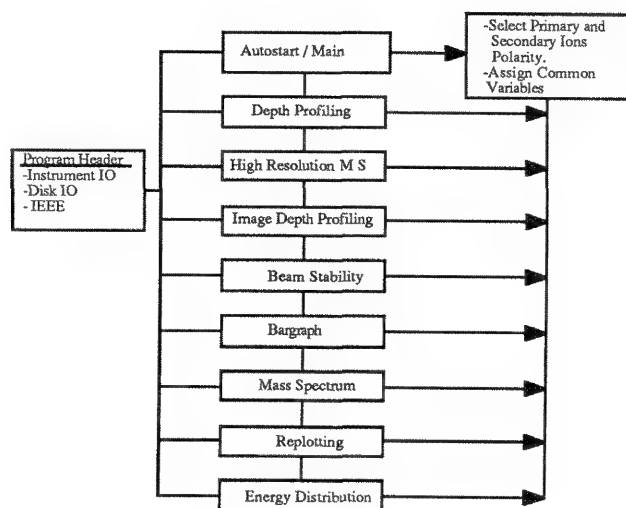 Autostart / Main
-Select Primary and
Secondary Ions
Polarity.
-Assign Common
Variables
Depth Profiling
Program Header
-Instrument IO
-Disk IO
- IEEE
High Resolution M S
Image Depth Profiling
Beam Stability
Bargraph
Mass Spectrum
Replotting
Energy Distribution